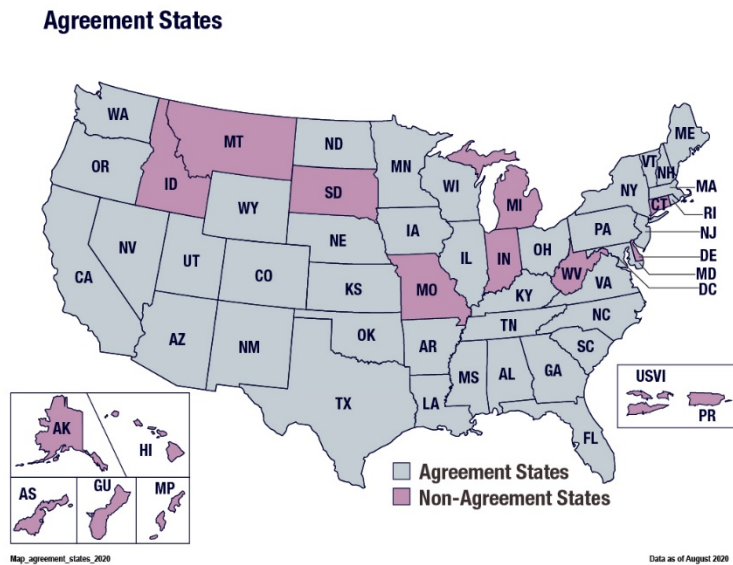 Agreement States
WA
OR
CA
NV
ID
MT
WY
UT
CO
AZ
NM
ND
SD
NE
KS
OK
TX
MN
IA
MO
AR
LA
WI
IL
MI
IN
OH
KY
TN
MS
AL
GA
FL
SC
NC
VA
WV
PA
NY
VT
NH
ME
CT
MA
RI
NJ
DE
MD
DC
AK
HI
AS
GU
MP
USVI
PR
Agreement States
Non-Agreement States
Map_agreement_states_2020
Data as of August 2020